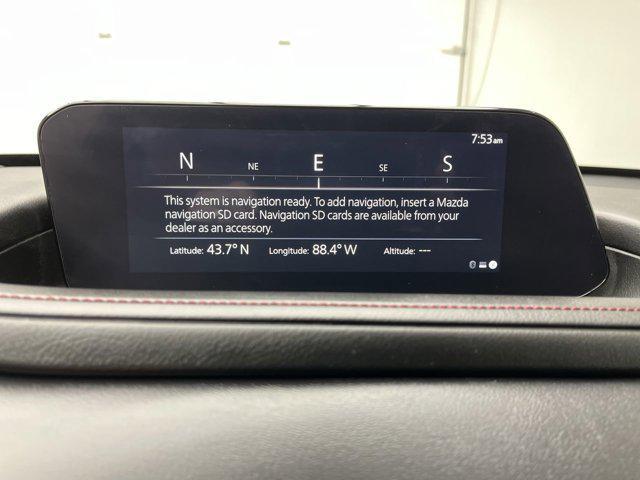 7:53am
N NE E SE S
This system is navigation ready. To add navigation, insert a Mazda
navigation SD card. Navigation SD cards are available from your
dealer as an accessory.
Latitude: 43.7° N Longitude: 88.4° W Altitude: ---